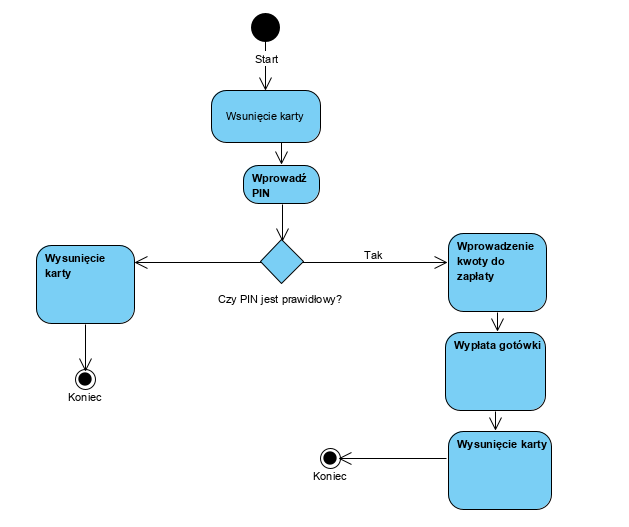 Start
Wsunięcie karty
Wprowadź
PIN
Tak
Czy PIN jest prawidłowy?
Wysunięcie
karty
Koniec
Wprowadzenie
kwoty do
zapłaty
Wypłata gotówki
Wysunięcie karty
Koniec